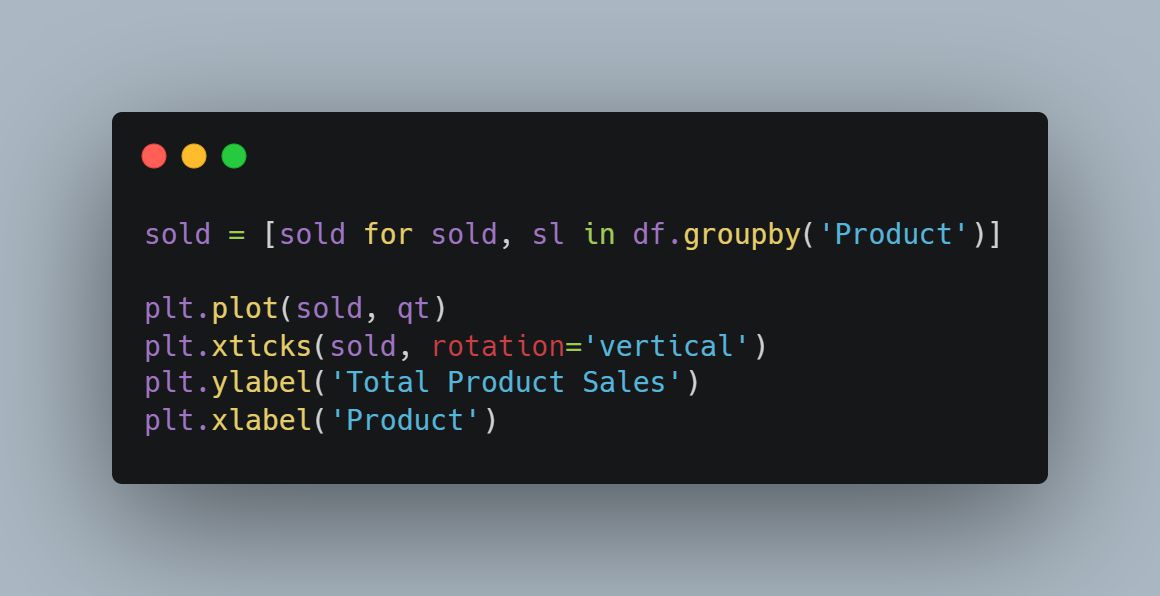 sold = [sold for sold, sl in df.groupby('Product')]
plt.plot(sold, qt)
plt.xticks(sold, rotation='vertical')
plt.ylabel('Total Product Sales')
plt.xlabel('Product')